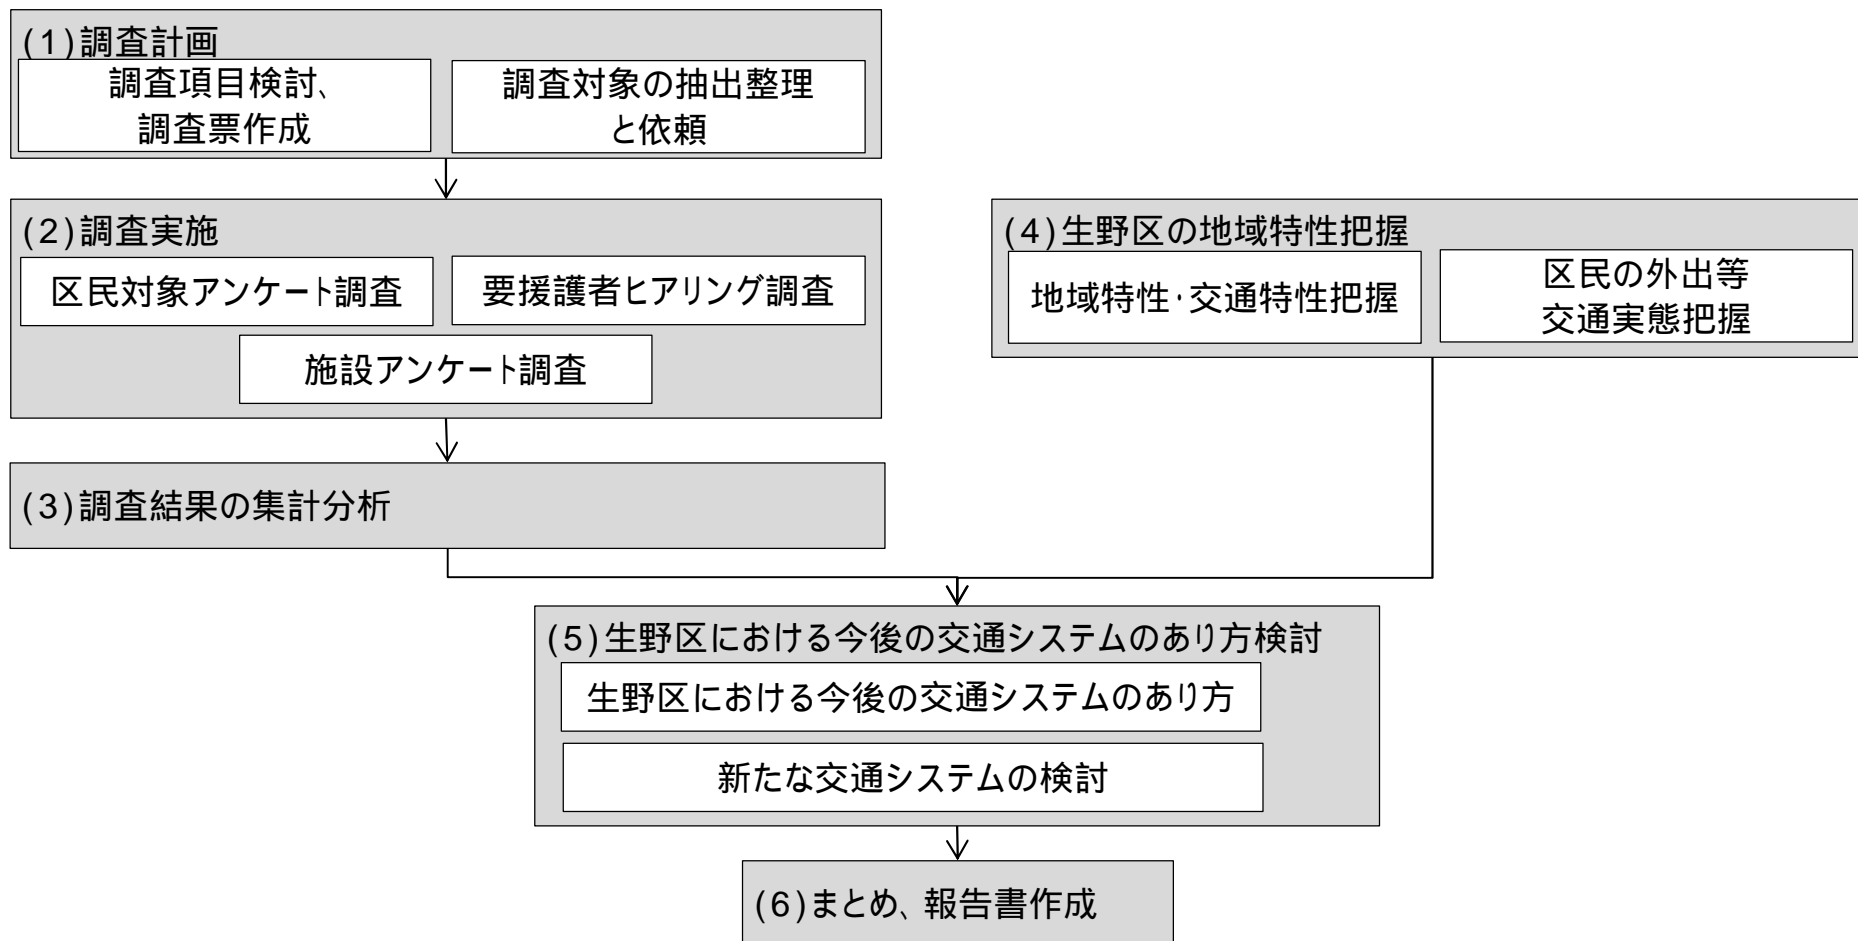 (1)調査計画
調査項目検討、
調査票作成
調査対象の抽出整理
と依頼
(2)調査実施
区民対象アンケート調査
要援護者ヒアリング調査
施設アンケート調査
(3)調査結果の集計分析
(4)生野区の地域特性把握
地域特性・交通特性把握
区民の外出等
交通実態把握
(5)生野区における今後の交通システムのあり方検討
生野区における今後の交通システムのあり方
新たな交通システムの検討
(6)まとめ、報告書作成